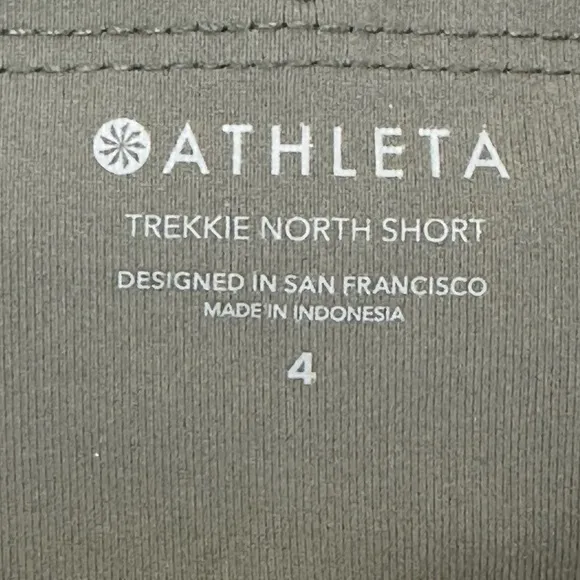 ATHLETA
TREKKIE NORTH SHORT
DESIGNED IN SAN FRANCISCO
MADE IN INDONESIA
4